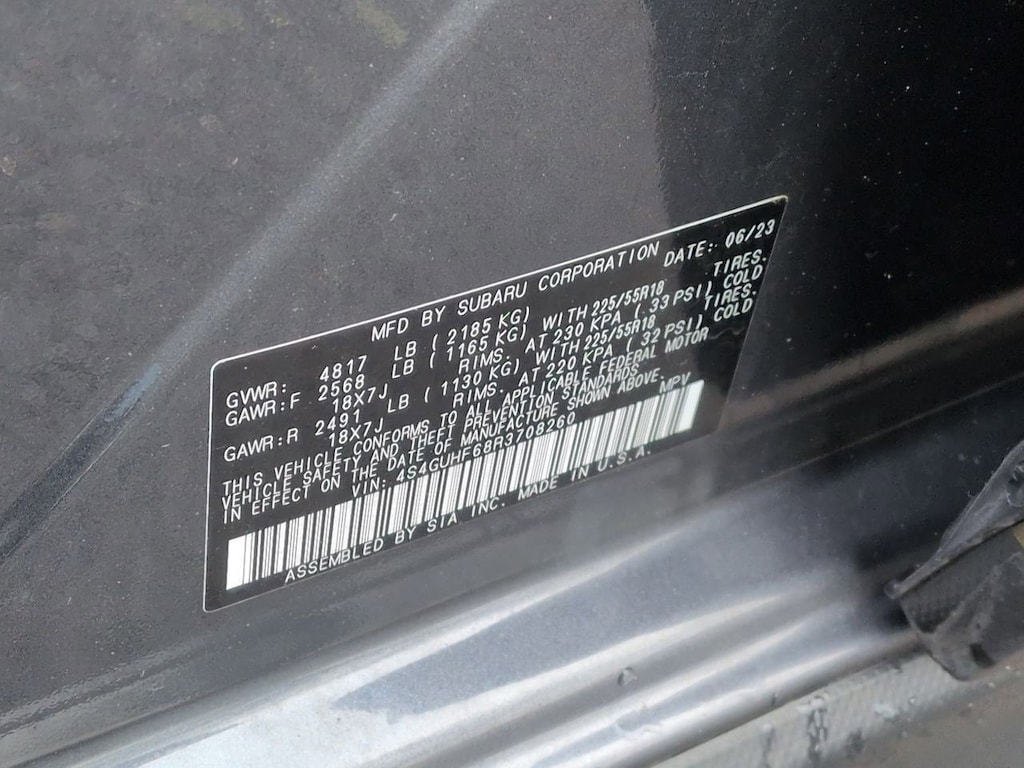 MFD BY SUBARU CORPORATION DATE: 06/23
GVWR: 4817 LB (2185 KG)
GAWR:F 2568 LB (1165 KG) WITH 225/55R18 TIRES.
18X7J RIMS. AT 230 KPA (33 PSI) COLD
GAWR:R 2491 LB (1130 KG) WITH 225/55R18 TIRES.
18X7J RIMS. AT 220 KPA (32 PSI) COLD
THIS VEHICLE CONFORMS TO ALL APPLICABLE FEDERAL MOTOR
VEHICLE SAFETY AND THEFT PREVENTION STANDARDS
IN EFFECT ON THE DATE OF MANUFACTURE SHOWN ABOVE.
VIN: 4S4GUHF68R3708260 MPV
ASSEMBLED BY SIA INC. MADE IN U.S.A.